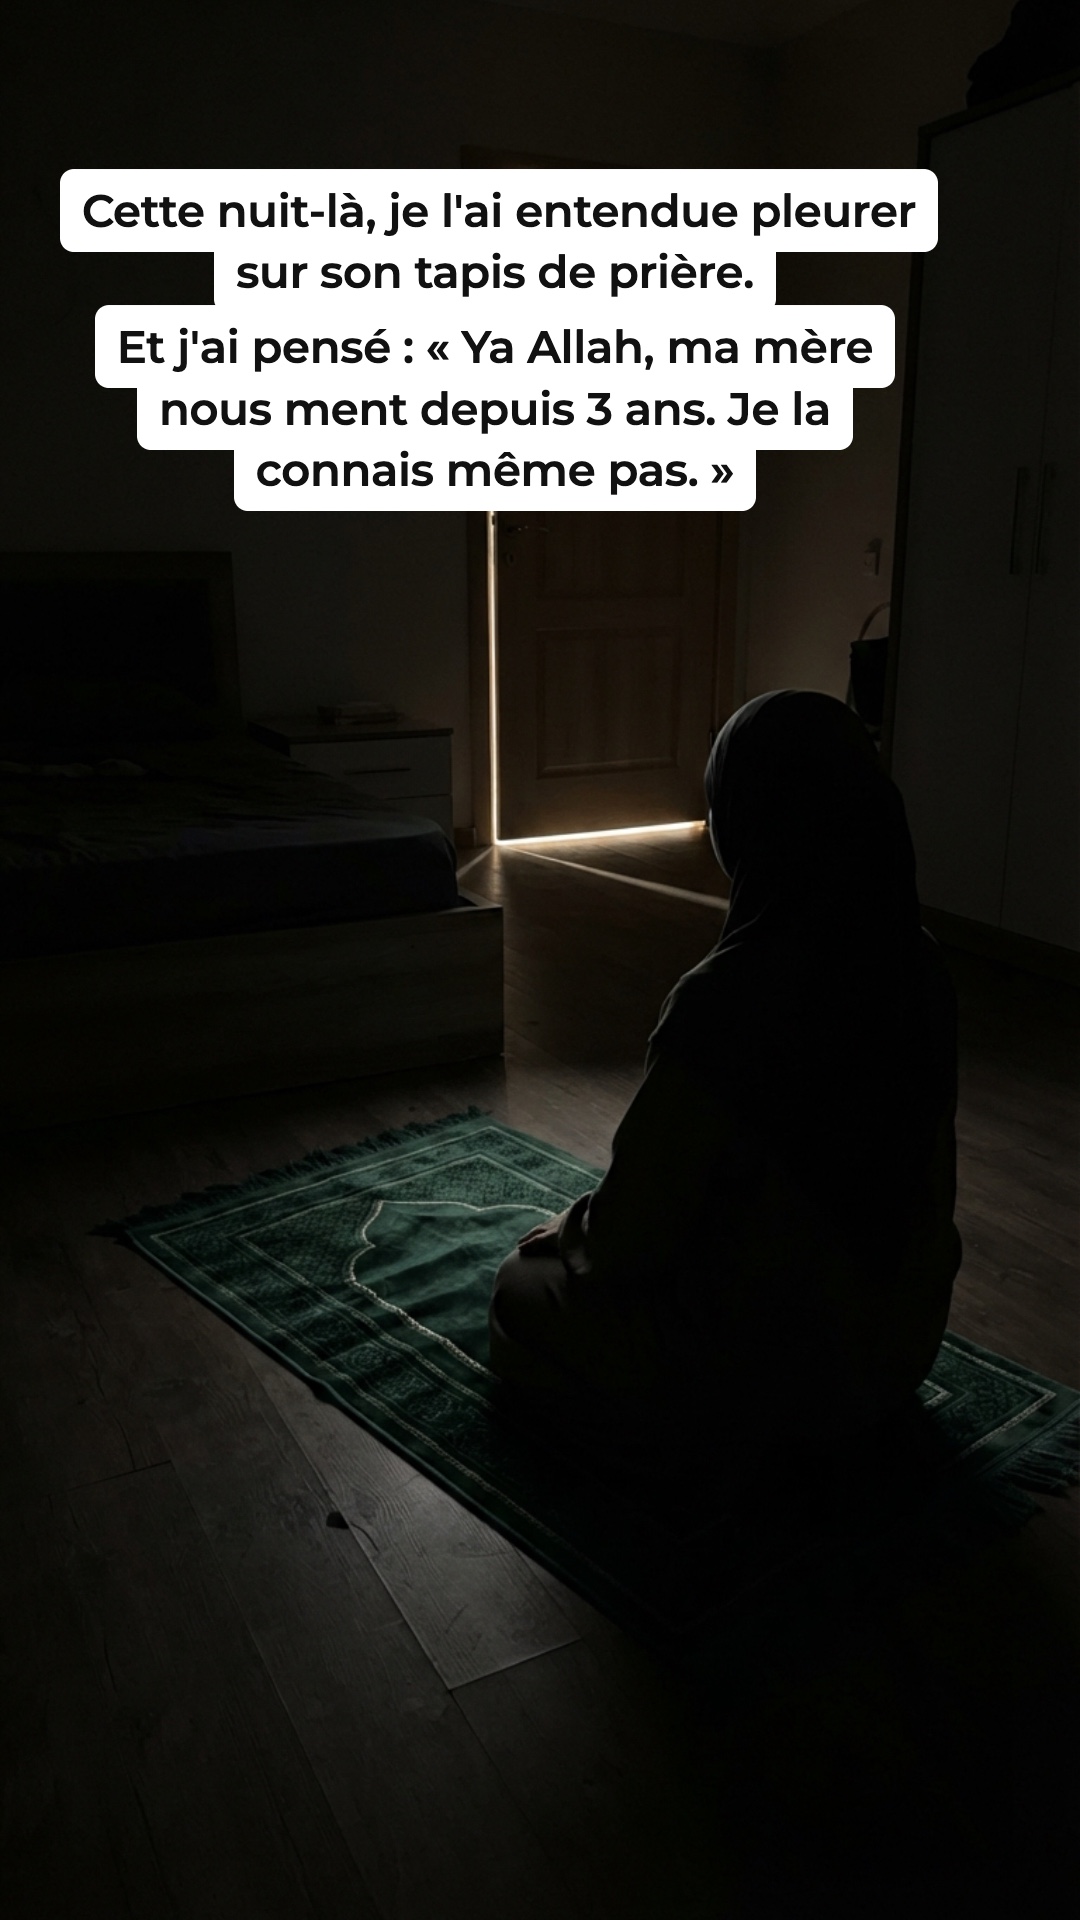 Cette nuit-là, je l'ai entendue pleurer
sur son tapis de prière.
Et j'ai pensé : « Ya Allah, ma mère
nous ment depuis 3 ans. Je la
connais même pas. »